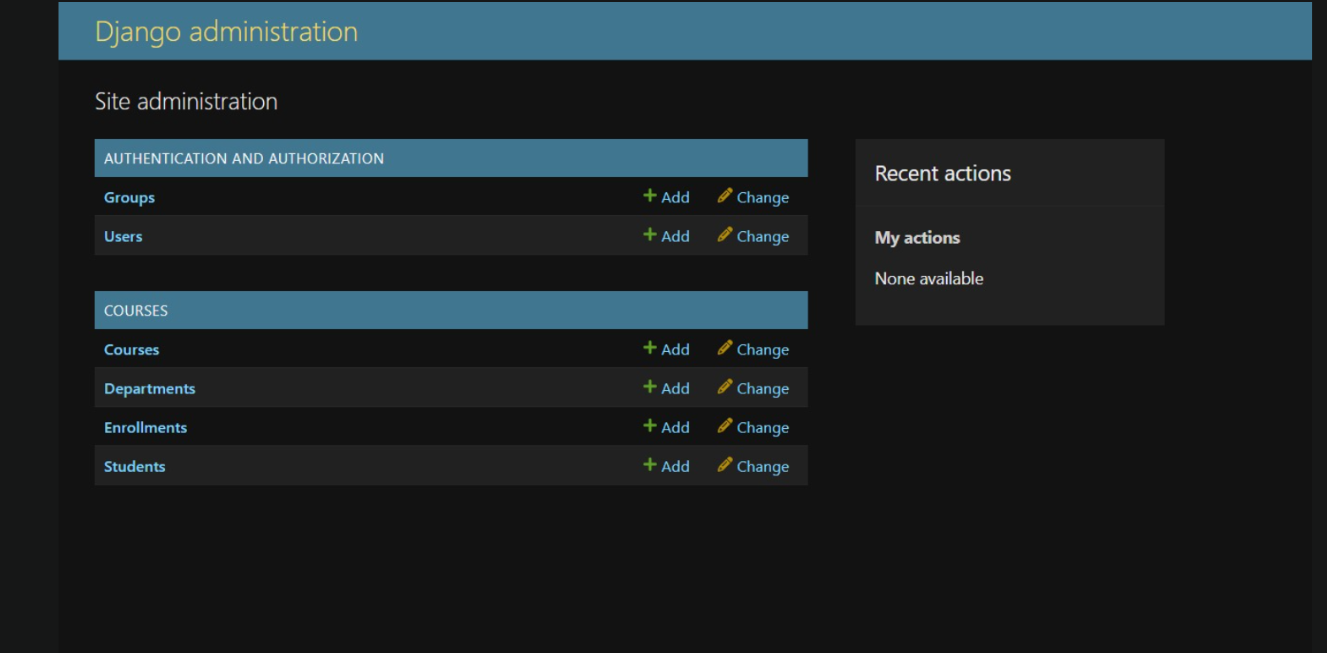 Django administration
Site administration
AUTHENTICATION AND AUTHORIZATION
Groups Add Change
Users Add Change
COURSES
Courses Add Change
Departments Add Change
Enrollments Add Change
Students Add Change
Recent actions
My actions
None available